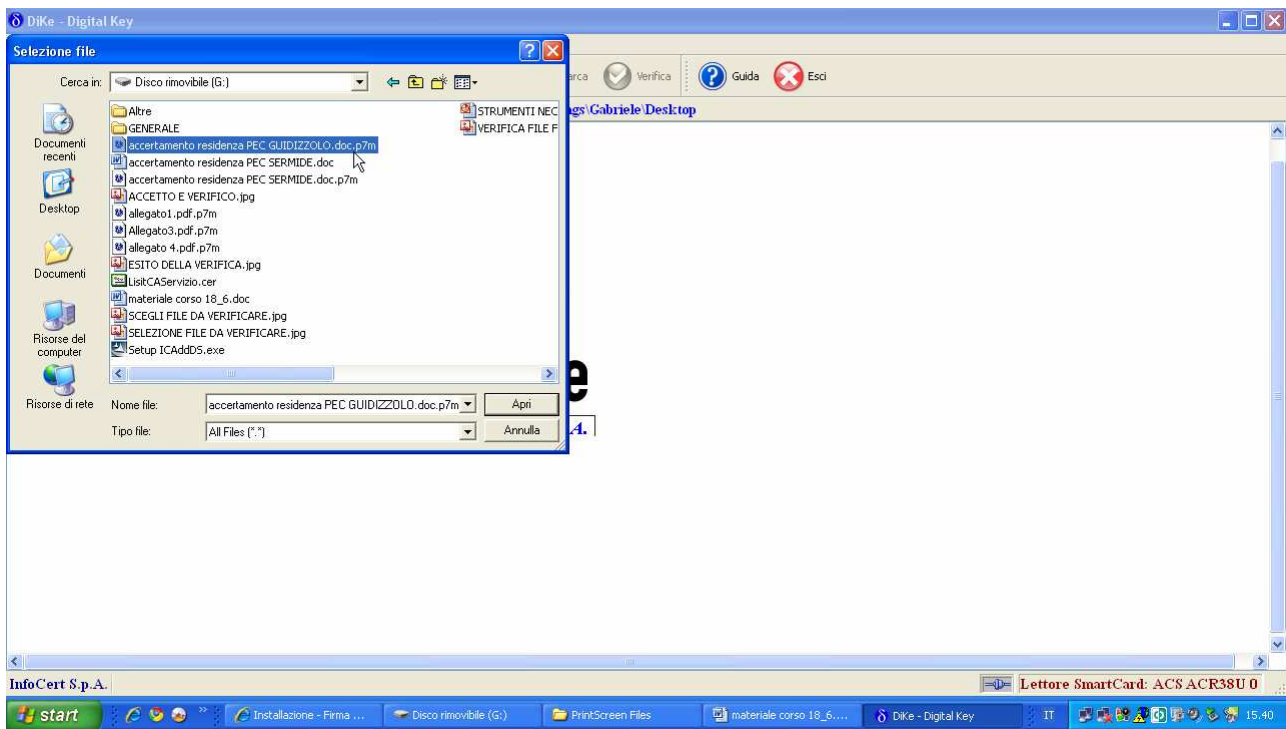 DiKe - Digital Key
Selezione file
Cerca in: Disco rimovibile (G:)
Verifica Guida Esci
gs\Gabriele\Desktop
Documenti recenti
Desktop
Documenti
Risorse del computer
Risorse di rete
Altre
GENERALE
accertamento residenza PEC GUIDIZZOLO.doc.p7m
accertamento residenza PEC SERMIDE.doc
accertamento residenza PEC SERMIDE.doc.p7m
ACCETTO E VERIFICO.jpg
allegato1.pdf.p7m
Allegato3.pdf.p7m
allegato 4.pdf.p7m
ESITO DELLA VERIFICA.jpg
LisitCAServizio.cer
materiale corso 18_6.doc
SCEGLI FILE DA VERIFICARE.jpg
SELEZIONE FILE DA VERIFICARE.jpg
Setup ICAddDS.exe
STRUMENTI NEC
VERIFICA FILE F
Nome file: accertamento residenza PEC GUIDIZZOLO.doc.p7m Apri
Tipo file: All Files (*.*) Annulla
e
A.
InfoCert S.p.A. Lettore SmartCard: ACS ACR38U 0
start Installazione - Firma ... Disco rimovibile (G:) PrintScreen Files materiale corso 18_6.... DiKe - Digital Key IT 15.40